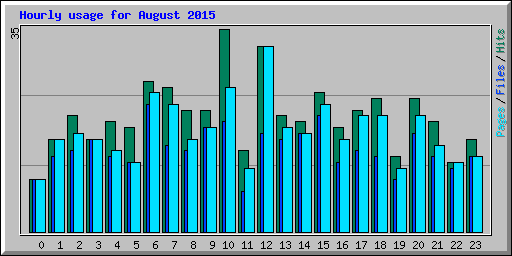 Hourly usage for August 2015
35
Pages / Files / Hits
0 1 2 3 4 5 6 7 8 9 10 11 12 13 14 15 16 17 18 19 20 21 22 23